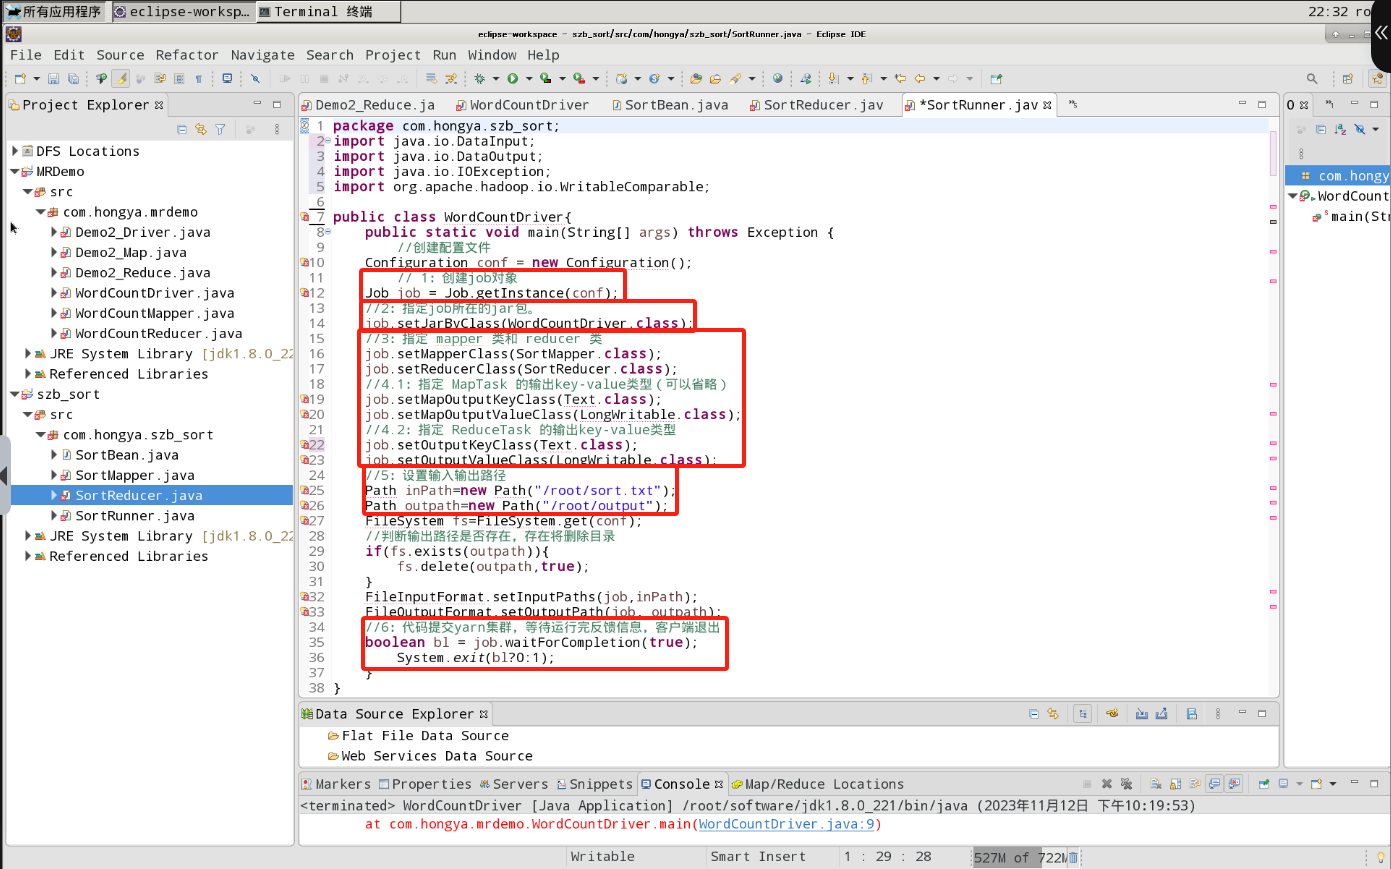 所有应用程序
eclipse-worksp...
Terminal 终端
22:32 ro
eclipse-workspace - szb_sort/src/com/hongya/szb_sort/SortRunner.java - Eclipse IDE
File Edit Source Refactor Navigate Search Project Run Window Help
Project Explorer
DFS Locations
MRDemo
src
com.hongya.mrdemo
Demo2_Driver.java
Demo2_Map.java
Demo2_Reduce.java
WordCountDriver.java
WordCountMapper.java
WordCountReducer.java
JRE System Library [jdk1.8.0_22
Referenced Libraries
szb_sort
src
com.hongya.szb_sort
SortBean.java
SortMapper.java
SortReducer.java
SortRunner.java
JRE System Library [jdk1.8.0_22
Referenced Libraries
Demo2_Reduce.ja
WordCountDriver
SortBean.java
SortReducer.jav
*SortRunner.jav
»5
1 package com.hongya.szb_sort;
2 import java.io.DataInput;
3 import java.io.DataOutput;
4 import java.io.IOException;
5 import org.apache.hadoop.io.WritableComparable;
6
7 public class WordCountDriver{
8 public static void main(String[] args) throws Exception {
9 //创建配置文件
10 Configuration conf = new Configuration();
11 // 1：创建job对象
12 Job job = Job.getInstance(conf);
13 //2：指定job所在的jar包。
14 job.setJarByClass(WordCountDriver.class);
15 //3：指定 mapper 类和 reducer 类
16 job.setMapperClass(SortMapper.class);
17 job.setReducerClass(SortReducer.class);
18 //4.1：指定 MapTask 的输出key-value类型（可以省略）
19 job.setMapOutputKeyClass(Text.class);
20 job.setMapOutputValueClass(LongWritable.class);
21 //4.2：指定 ReduceTask 的输出key-value类型
22 job.setOutputKeyClass(Text.class);
23 job.setOutputValueClass(LongWritable.class);
24 //5：设置输入输出路径
25 Path inPath=new Path("/root/sort.txt");
26 Path outpath=new Path("/root/output");
27 FileSystem fs=FileSystem.get(conf);
28 //判断输出路径是否存在，存在将删除目录
29 if(fs.exists(outpath)){
30 fs.delete(outpath,true);
31 }
32 FileInputFormat.setInputPaths(job,inPath);
33 FileOutputFormat.setOutputPath(job, outpath);
34 //6：代码提交yarn集群，等待运行完反馈信息，客户端退出
35 boolean bl = job.waitForCompletion(true);
36 System.exit(bl?0:1);
37 }
38 }
O
com.hongy
WordCount
main(Str
Data Source Explorer
Flat File Data Source
Web Services Data Source
Markers Properties Servers Snippets Console Map/Reduce Locations
<terminated> WordCountDriver [Java Application] /root/software/jdk1.8.0_221/bin/java (2023年11月12日 下午10:19:53)
at com.hongya.mrdemo.WordCountDriver.main(WordCountDriver.java:9)
Writable
Smart Insert
1 : 29 : 28
527M of 722M